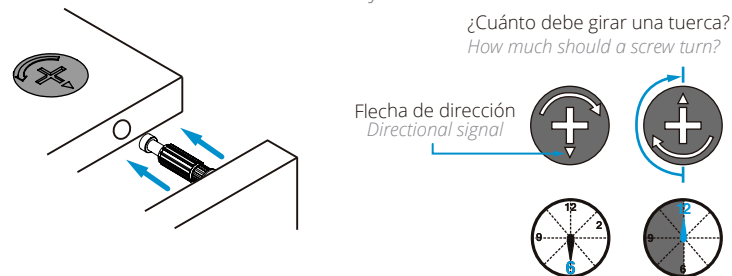 ¿Cuánto debe girar una tuerca?
How much should a screw turn?
Flecha de dirección
Directional signal
12
2
9
6
12
9
6